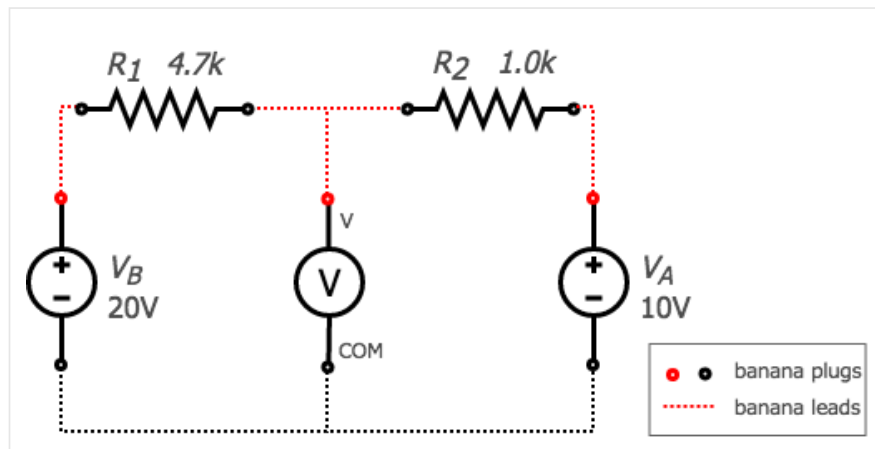 R1 4.7k
R2 1.0k
V
+
−
VB
20V
V
COM
+
−
VA
10V
banana plugs
banana leads